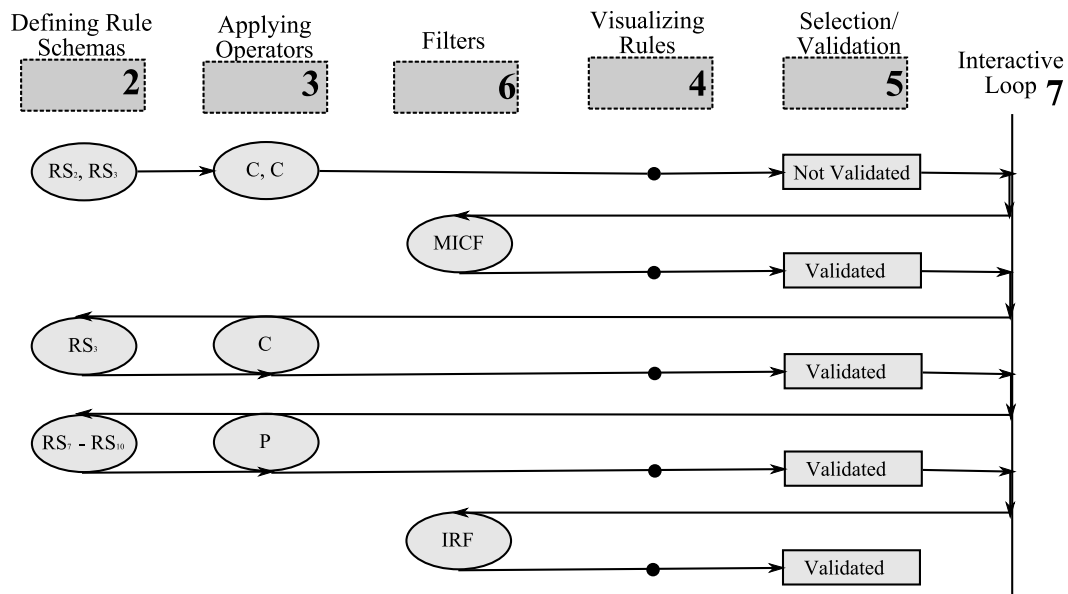 Defining Rule
Schemas
2
Applying
Operators
3
Filters
6
Visualizing
Rules
4
Selection/
Validation
5
Interactive
Loop 7
RS₂, RS₃
C, C
Not Validated
MICF
Validated
RS₃
C
Validated
RS₇ - RS₁₀
P
Validated
IRF
Validated